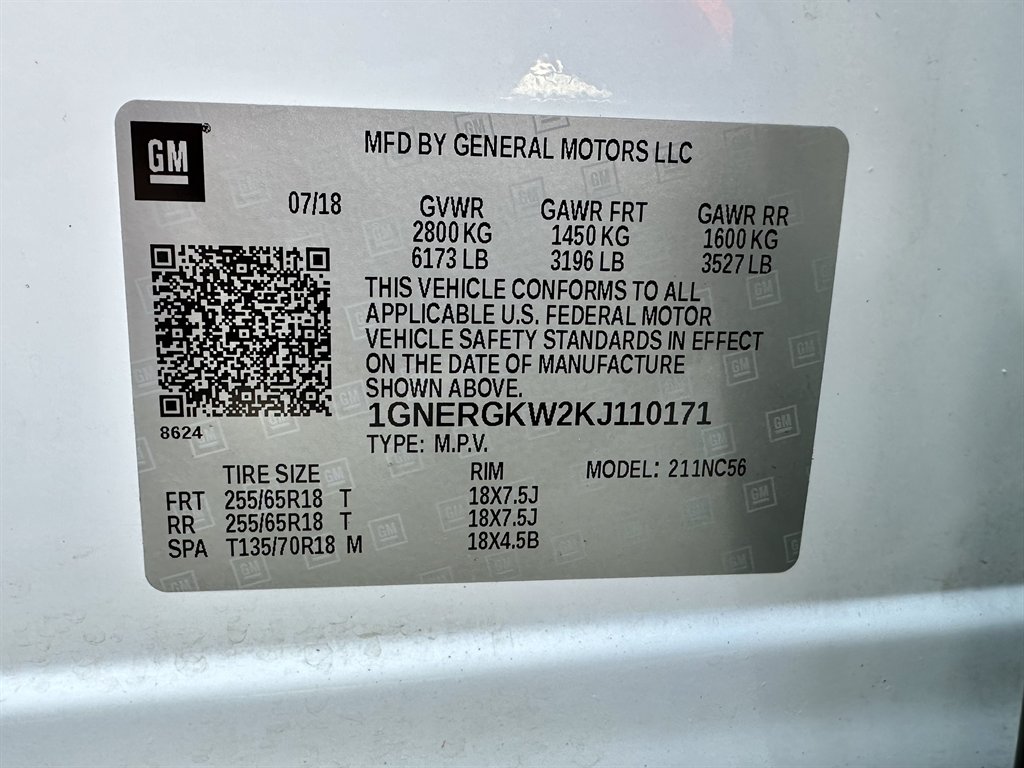 GM
MFD BY GENERAL MOTORS LLC
07/18 GVWR GAWR FRT GAWR RR
2800 KG 1450 KG 1600 KG
6173 LB 3196 LB 3527 LB
THIS VEHICLE CONFORMS TO ALL
APPLICABLE U.S. FEDERAL MOTOR
VEHICLE SAFETY STANDARDS IN EFFECT
ON THE DATE OF MANUFACTURE
SHOWN ABOVE.
1GNERGKW2KJ110171
8624
TYPE: M.P.V.
TIRE SIZE RIM MODEL: 211NC56
FRT 255/65R18 T 18X7.5J
RR 255/65R18 T 18X7.5J
SPA T135/70R18 M 18X4.5B